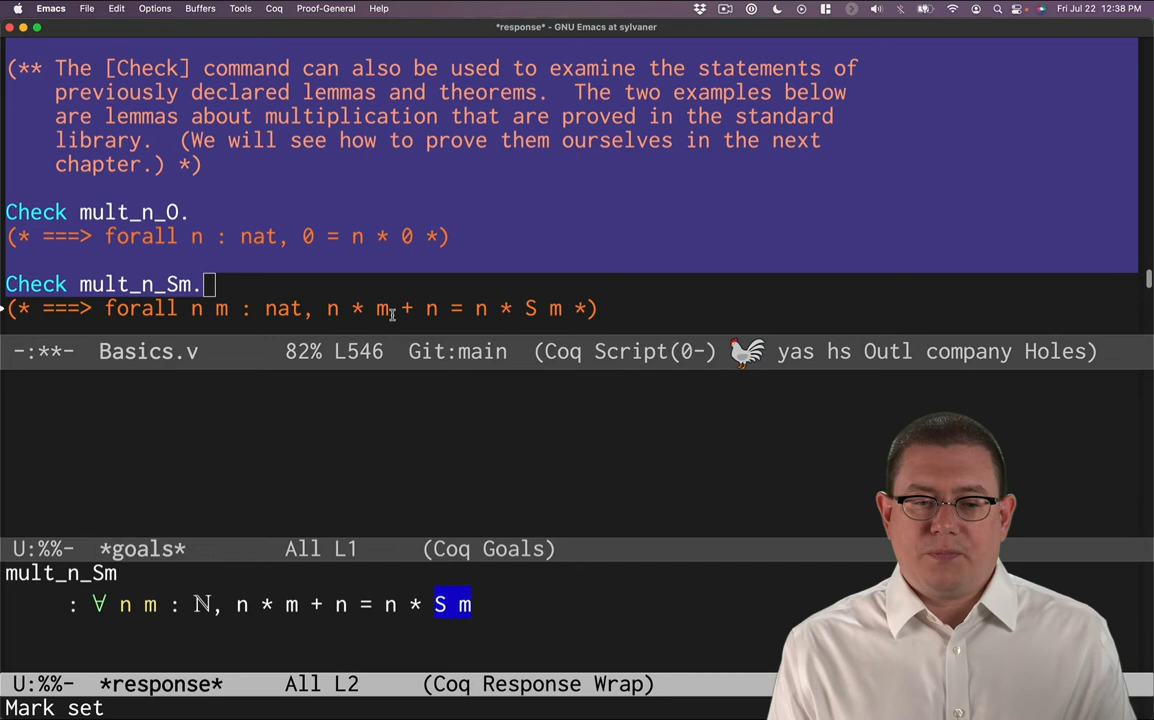 Emacs File Edit Options Buffers Tools Coq Proof-General Help Fri Jul 22 12:38 PM
*response* - GNU Emacs at sylvaner
(** The [Check] command can also be used to examine the statements of
previously declared lemmas and theorems. The two examples below
are lemmas about multiplication that are proved in the standard
library. (We will see how to prove them ourselves in the next
chapter.) *)
Check mult_n_O.
(* ===> forall n : nat, 0 = n * 0 *)
Check mult_n_Sm.
(* ===> forall n m : nat, n * m + n = n * S m *)
-:**- Basics.v 82% L546 Git:main (Coq Script(0-) yas hs Outl company Holes)
U:%%- *goals* All L1 (Coq Goals)
mult_n_Sm
: ∀ n m : ℕ, n * m + n = n * S m
U:%%- *response* All L2 (Coq Response Wrap)
Mark set